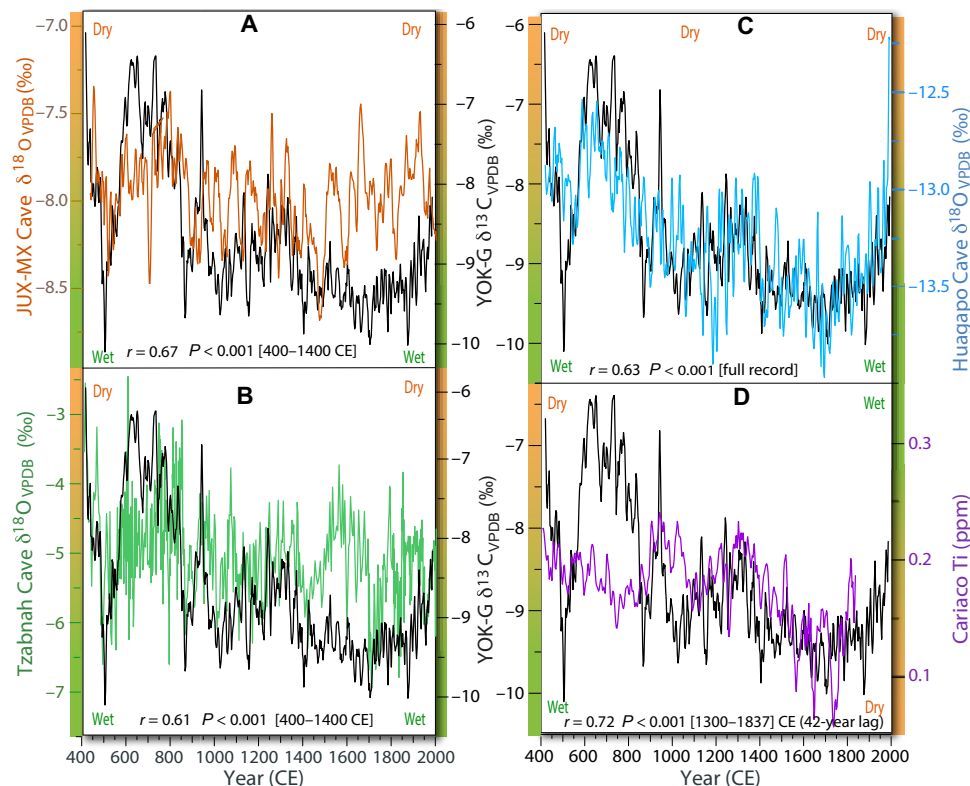 A
Dry
Dry
−7.0
−7.5
−8.0
−8.5
JUX-MX Cave δ 18 O VPDB (‰)
−6
−7
−8
−9
−10
YOK-G δ13 CVPDB (‰)
Wet
Wet
r = 0.67 P < 0.001 [400–1400 CE]
C
Dry
Dry
Dry
−6
−7
−8
−9
−10
−12.5
−13.0
−13.5
Huagapo Cave δ18O VPDB (‰)
Wet
Wet
r = 0.63 P < 0.001 [full record]
B
Dry
Dry
−3
−4
−5
−6
−7
Tzabnah Cave δ18O VPDB (‰)
−6
−7
−8
−9
−10
YOK-G δ13 CVPDB (‰)
Wet
Wet
r = 0.61 P < 0.001 [400–1400 CE]
400 600 800 1000 1200 1400 1600 1800 2000
Year (CE)
D
Dry
Wet
−7
−8
−9
−10
0.3
0.2
0.1
Cariaco Ti (ppm)
Wet
Dry
r = 0.72 P < 0.001 [1300–1837] CE (42-year lag)
400 600 800 1000 1200 1400 1600 1800 2000
Year (CE)